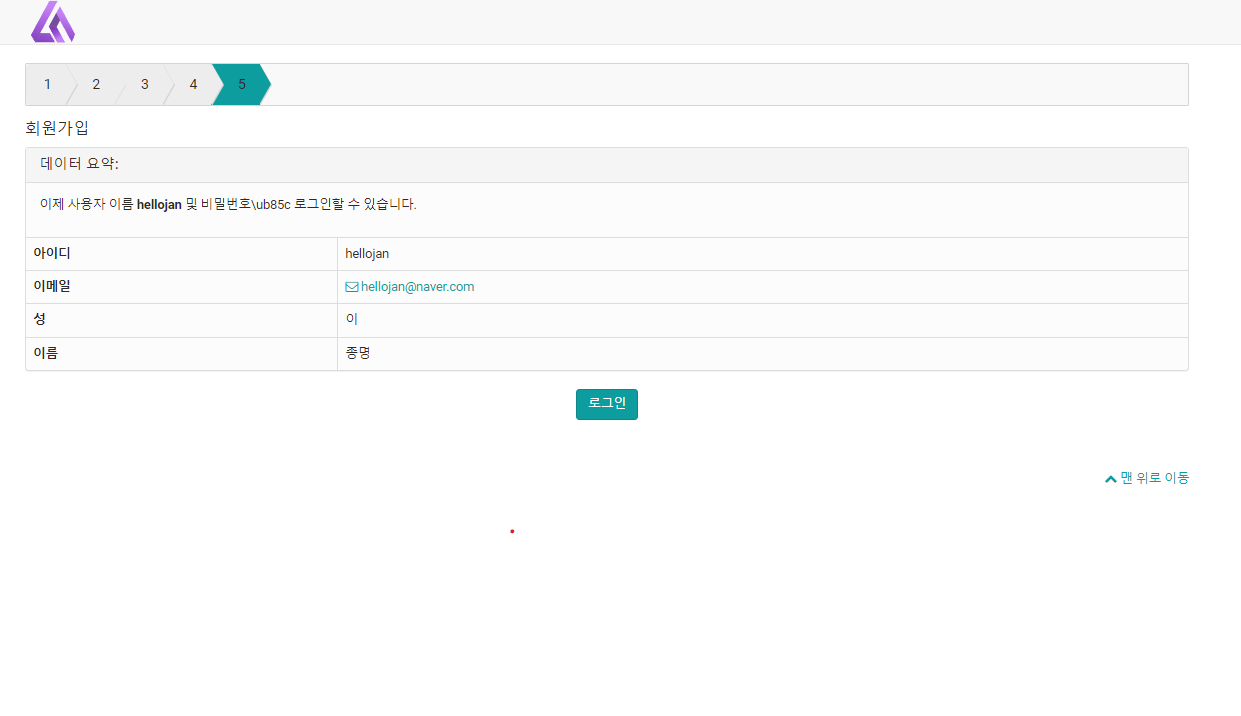 1 2 3 4 5
회원가입
데이터 요약:
이제 사용자 이름 hellojan 및 비밀번호\ub85c 로그인할 수 있습니다.
아이디 hellojan
이메일 hellojan@naver.com
성 이
이름 종명
로그인
맨 위로 이동